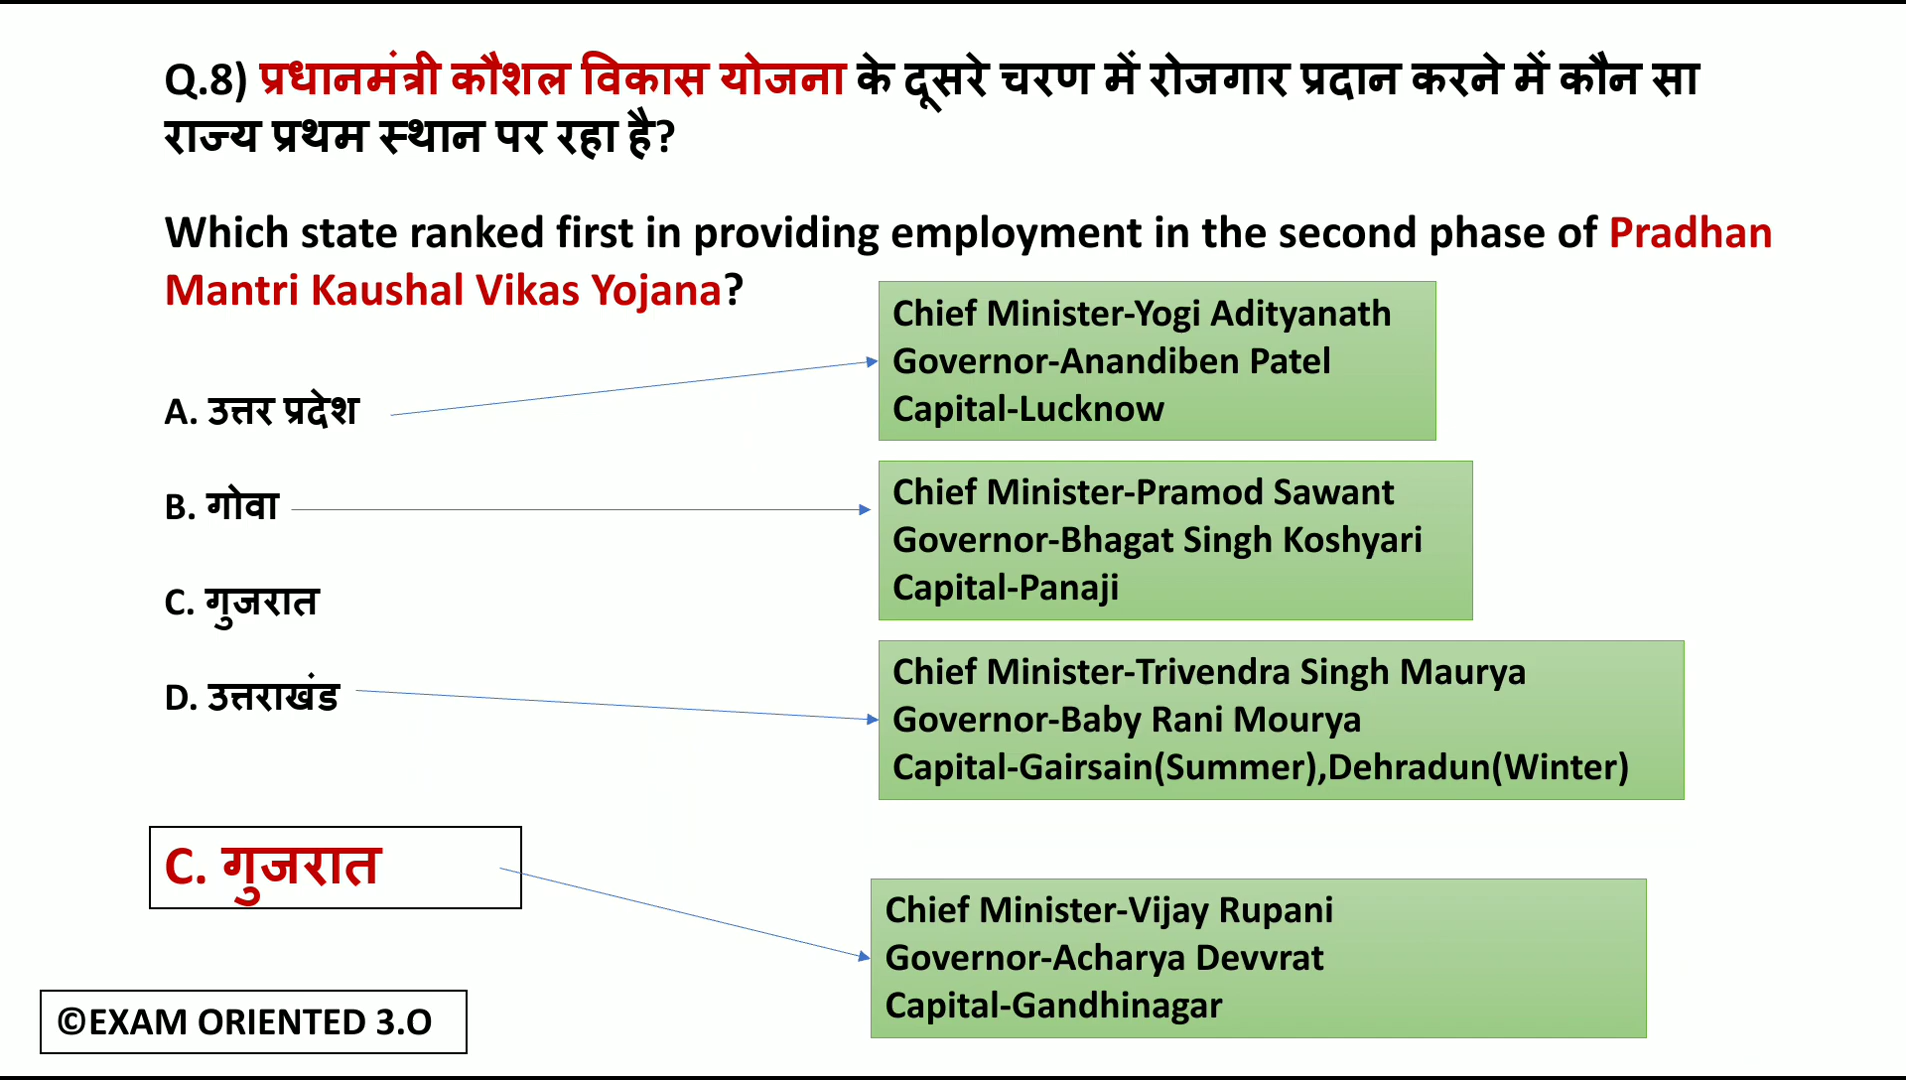 Q.8) प्रधानमंत्री कौशल विकास योजना के दूसरे चरण में रोजगार प्रदान करने में कौन सा
राज्य प्रथम स्थान पर रहा है?
Which state ranked first in providing employment in the second phase of Pradhan
Mantri Kaushal Vikas Yojana?
A. उत्तर प्रदेश
Chief Minister-Yogi Adityanath
Governor-Anandiben Patel
Capital-Lucknow
B. गोवा
Chief Minister-Pramod Sawant
Governor-Bhagat Singh Koshyari
Capital-Panaji
C. गुजरात
D. उत्तराखंड
Chief Minister-Trivendra Singh Maurya
Governor-Baby Rani Mourya
Capital-Gairsain(Summer),Dehradun(Winter)
C. गुजरात
Chief Minister-Vijay Rupani
Governor-Acharya Devvrat
Capital-Gandhinagar
©EXAM ORIENTED 3.O